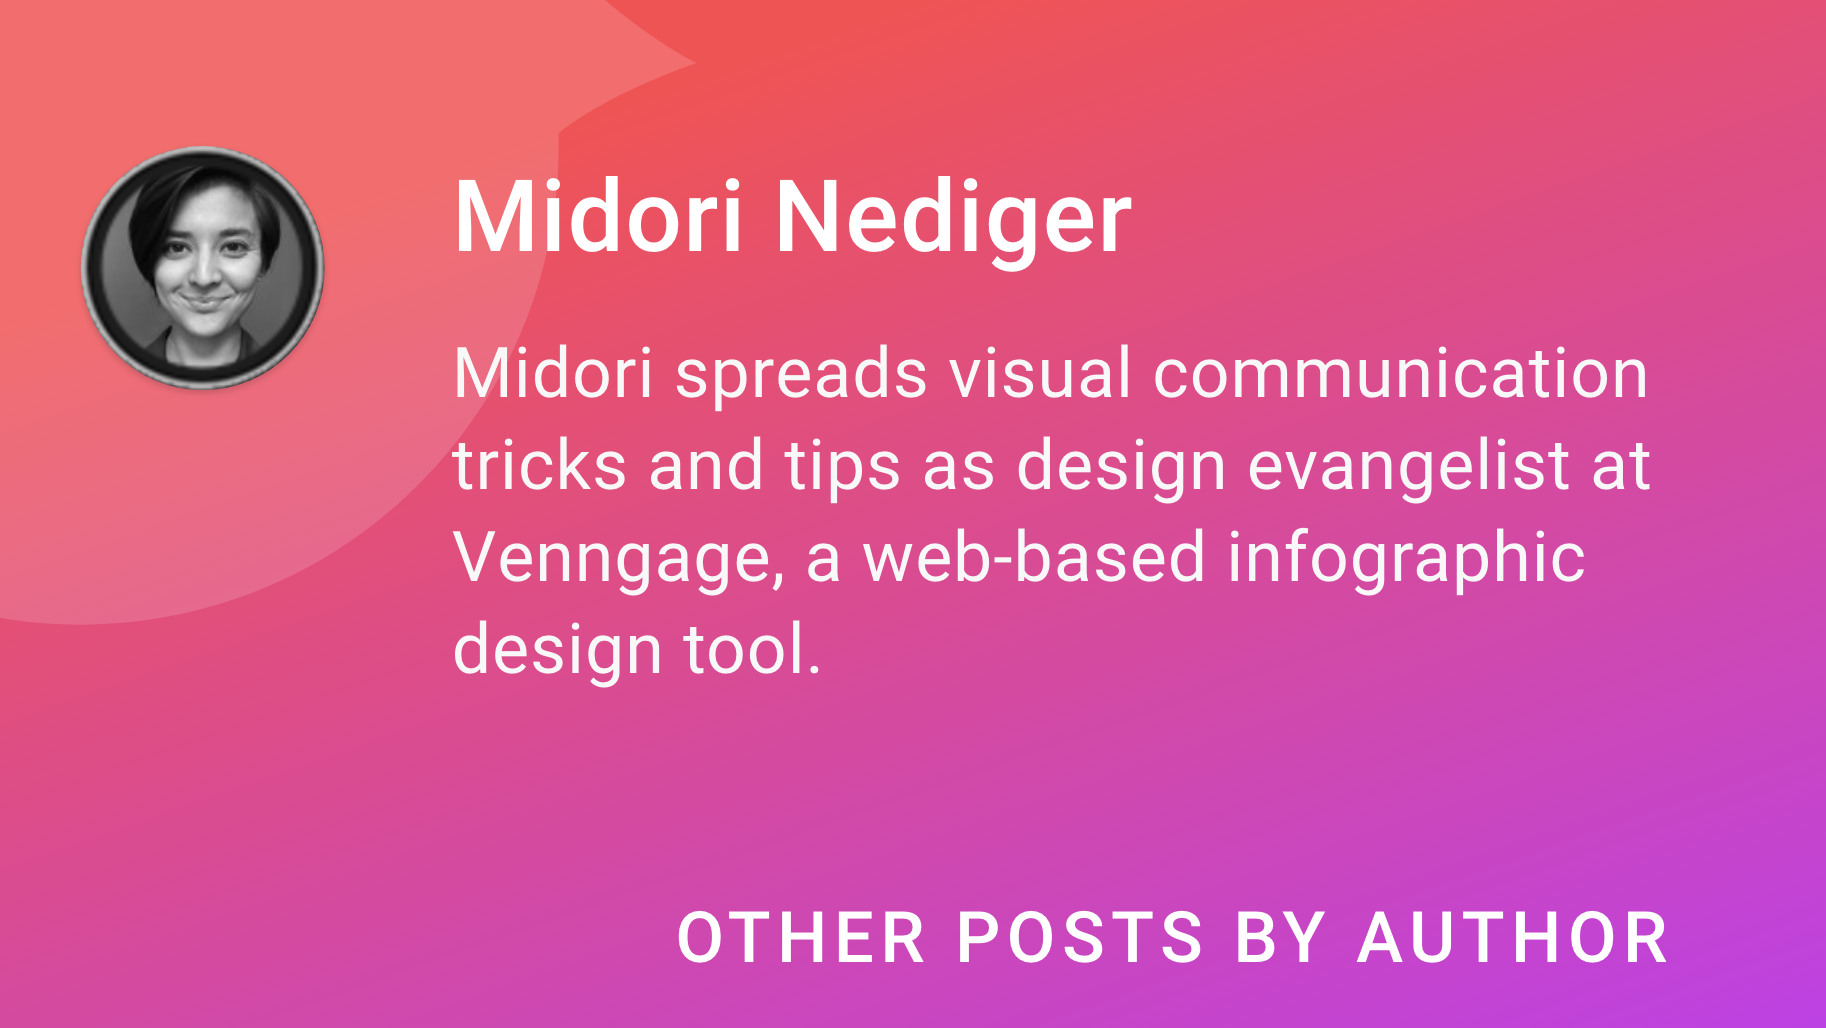 Midori Nediger
Midori spreads visual communication
tricks and tips as design evangelist at
Venngage, a web-based infographic
design tool.
OTHER POSTS BY AUTHOR